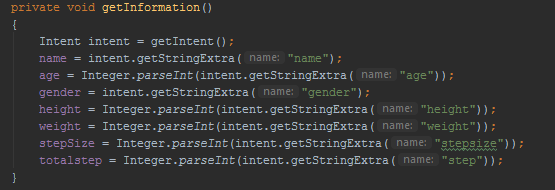 private void getInformation()
{
Intent intent = getIntent();
name = intent.getStringExtra( name: "name");
age = Integer.parseInt(intent.getStringExtra( name: "age"));
gender = intent.getStringExtra( name: "gender");
height = Integer.parseInt(intent.getStringExtra( name: "height"));
weight = Integer.parseInt(intent.getStringExtra( name: "weight"));
stepSize = Integer.parseInt(intent.getStringExtra( name: "stepsize"));
totalstep = Integer.parseInt(intent.getStringExtra( name: "step"));
}